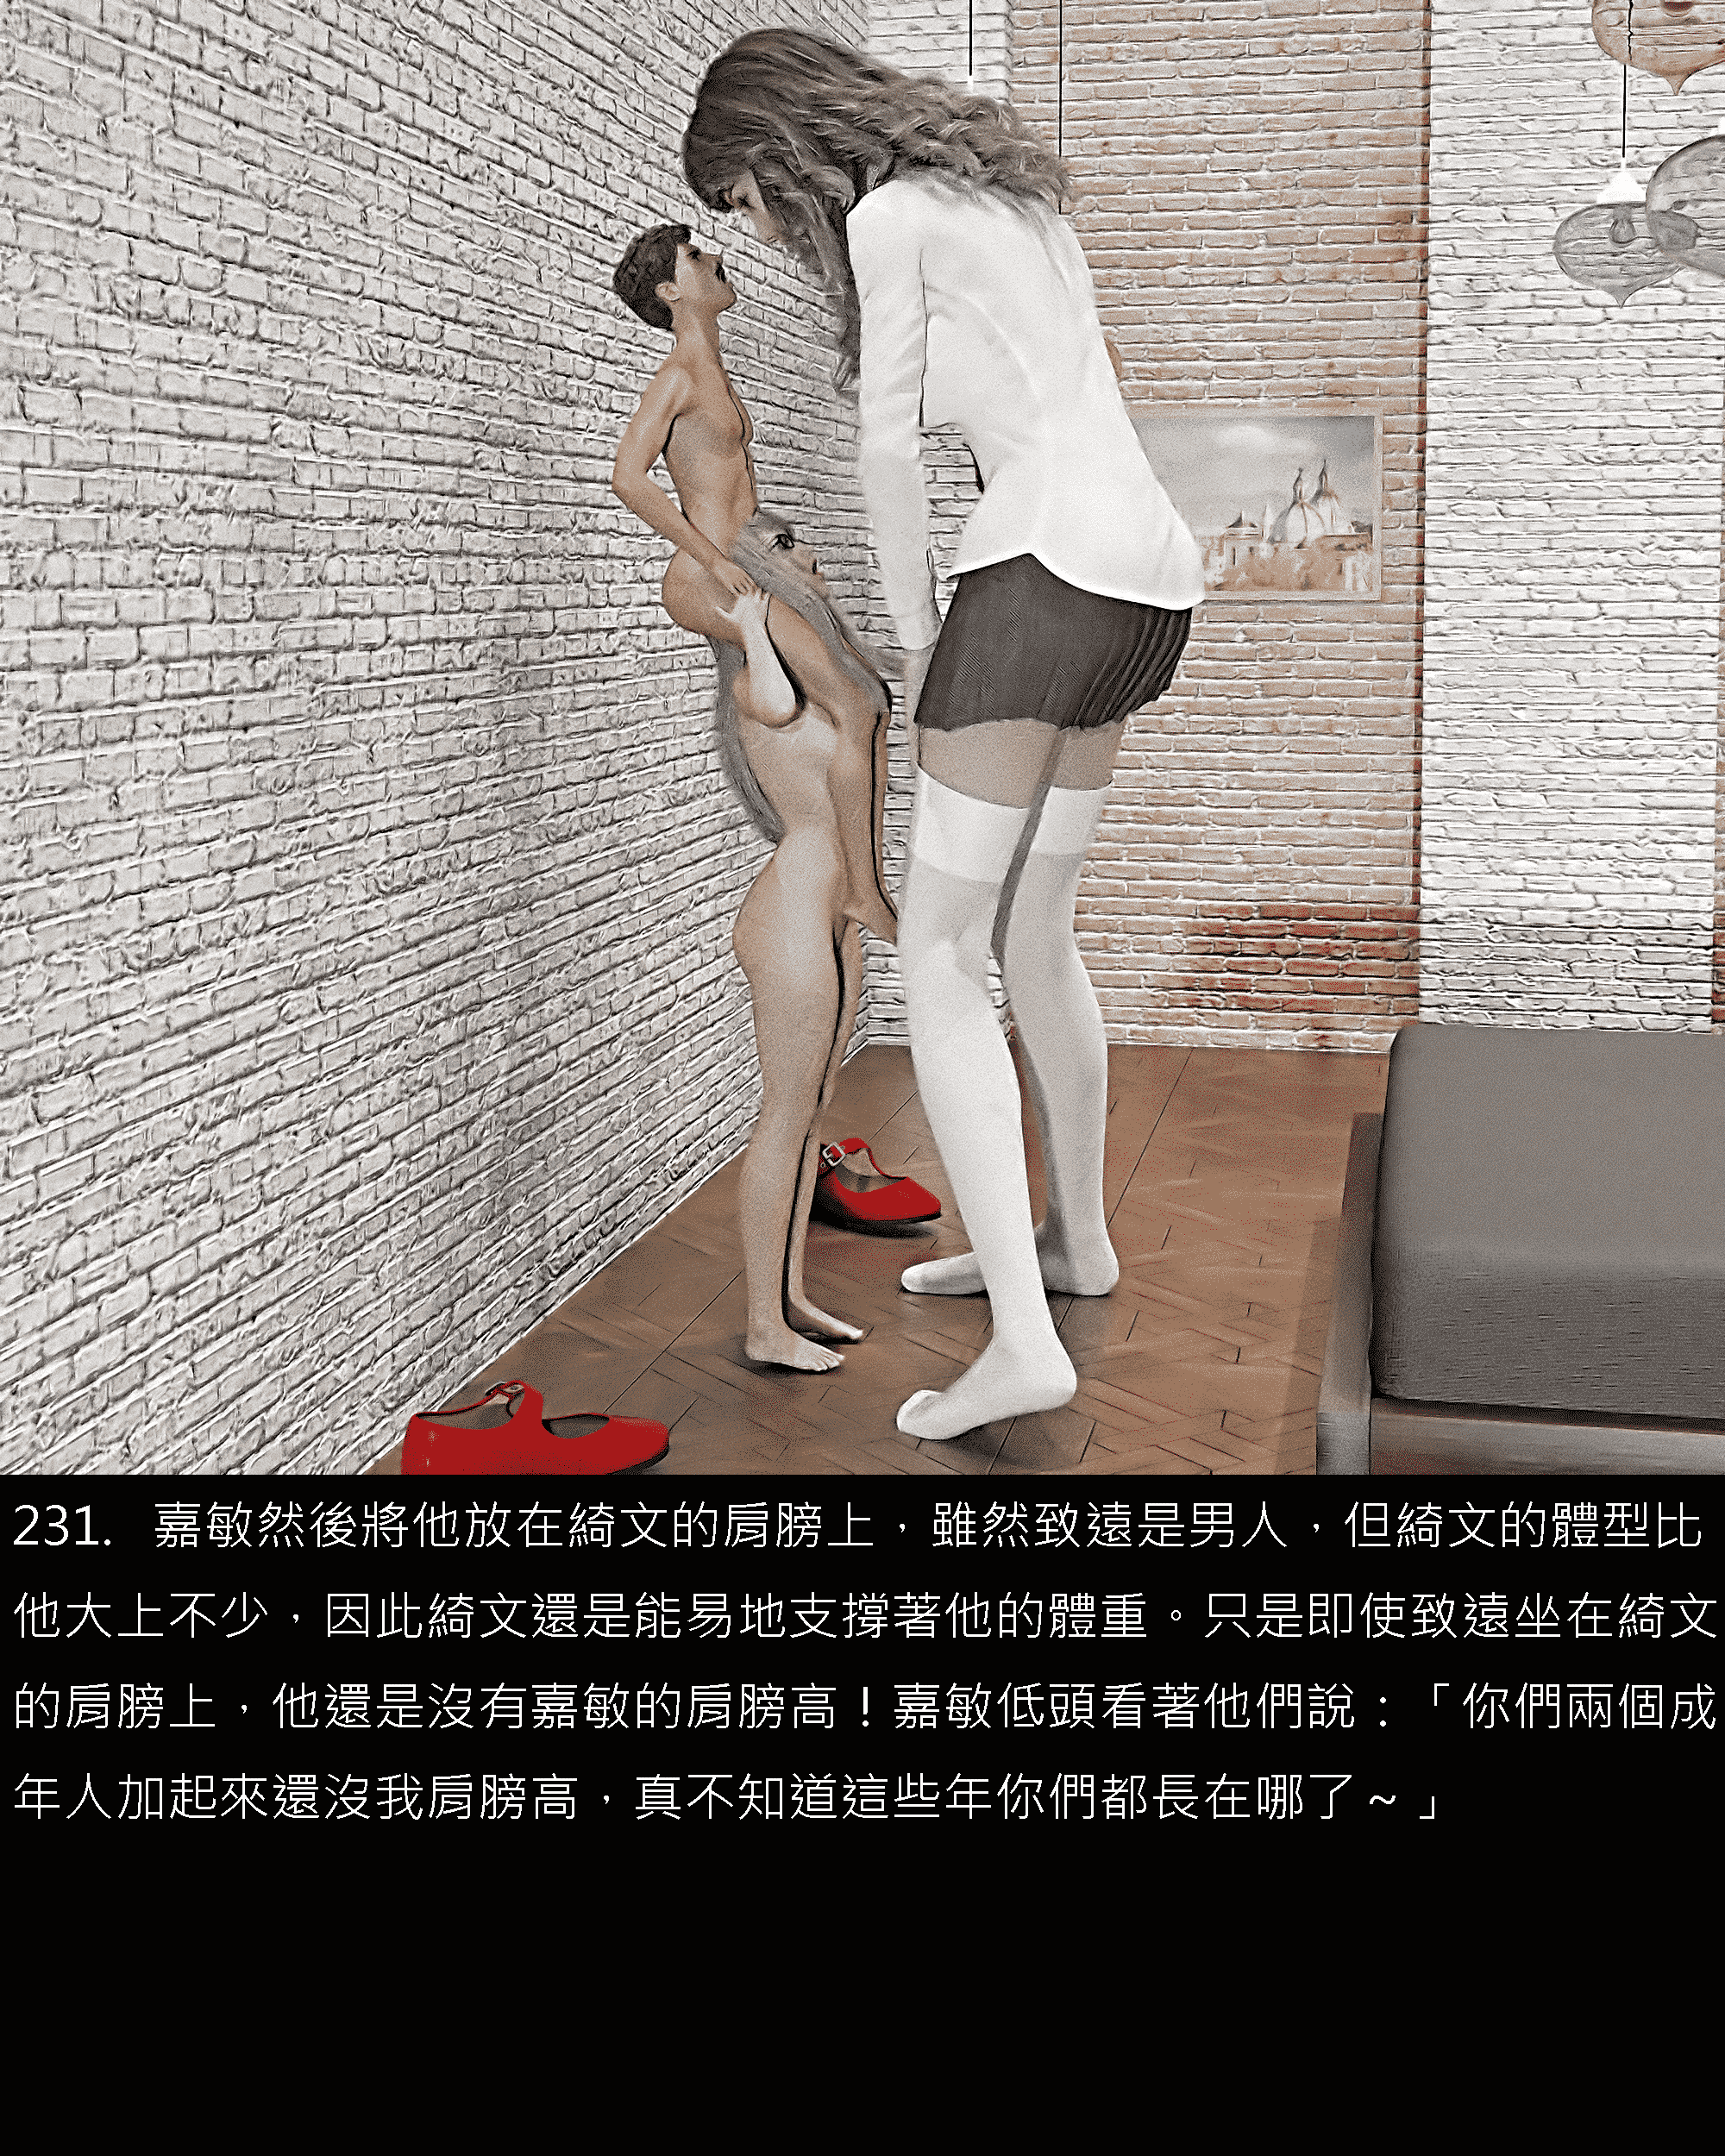 231. 嘉敏然後將他放在綺文的肩膀上，雖然致遠是男人，但綺文的體型比
他大上不少，因此綺文還是能易地支撐著他的體重。只是即使致遠坐在綺文
的肩膀上，他還是沒有嘉敏的肩膀高！嘉敏低頭看著他們說：「你們兩個成
年人加起來還沒我肩膀高，真不知道這些年你們都長在哪了～」